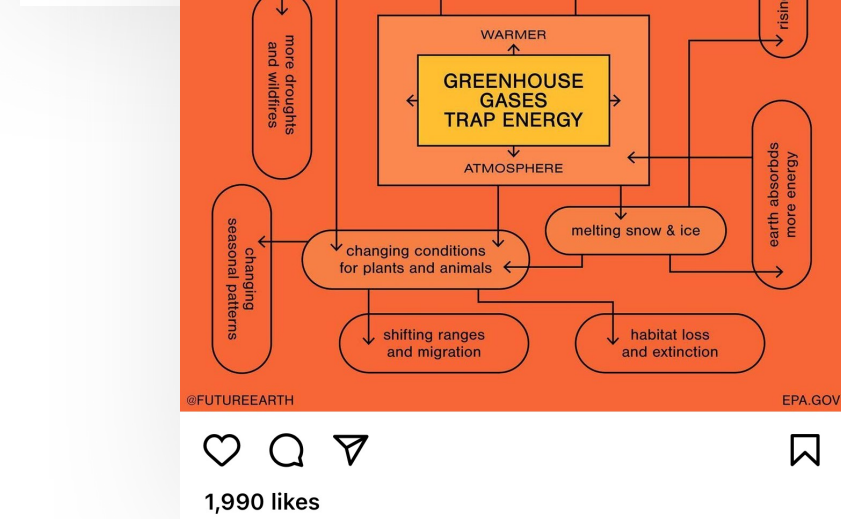 risin
more droughts
and wildfires
WARMER
GREENHOUSE
GASES
TRAP ENERGY
ATMOSPHERE
earth absorbds
more energy
melting snow & ice
changing
seasonal patterns
changing conditions
for plants and animals
shifting ranges
and migration
habitat loss
and extinction
@FUTUREEARTH
EPA.GOV
1,990 likes